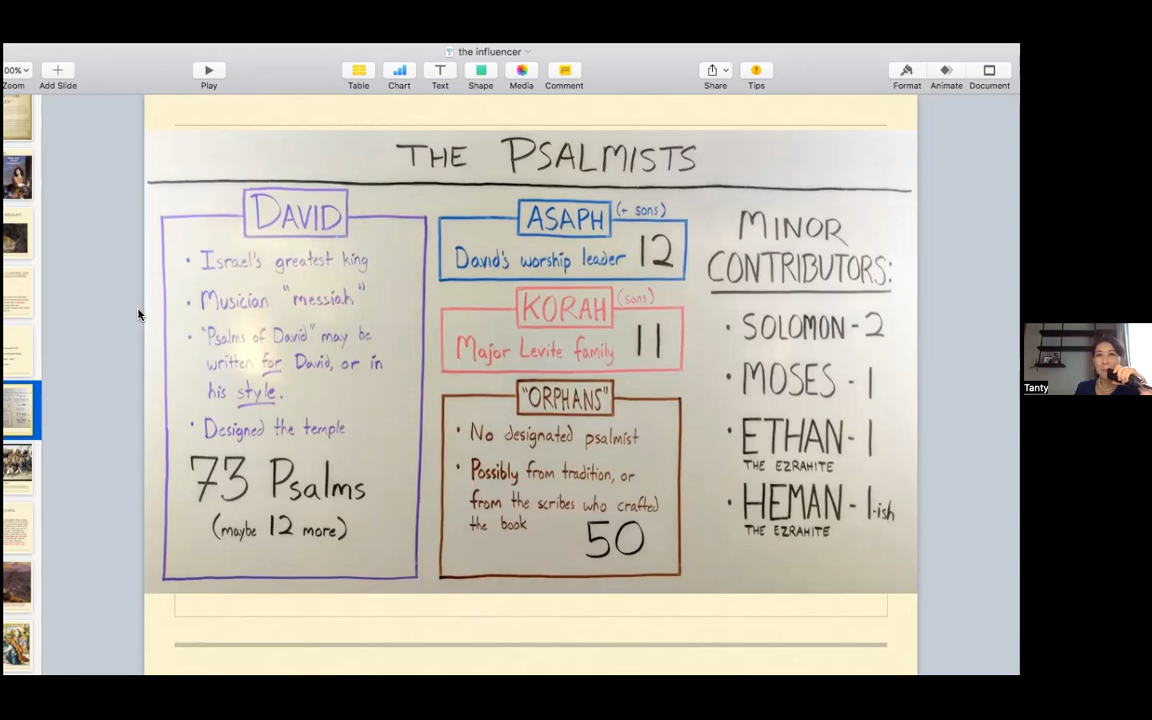 the influencer
00%
Zoom
Add Slide
Play
Table
Chart
Text
Shape
Media
Comment
Share
Tips
Format
Animate
Document
THE PSALMISTS
DAVID
• Israel's greatest king
• Musician "messiah"
• "Psalms of David" may be
written for David, or in
his style.
• Designed the temple
73 Psalms
(maybe 12 more)
ASAPH (+ sons)
David's worship leader 12
KORAH (sons)
Major Levite family 11
"ORPHANS"
• No designated psalmist
• Possibly from tradition, or
from the scribes who crafted
the book
50
MINOR
CONTRIBUTORS:
• SOLOMON - 2
• MOSES - 1
• ETHAN - 1
THE EZRAHITE
• HEMAN - 1-ish
THE EZRAHITE
Tanty